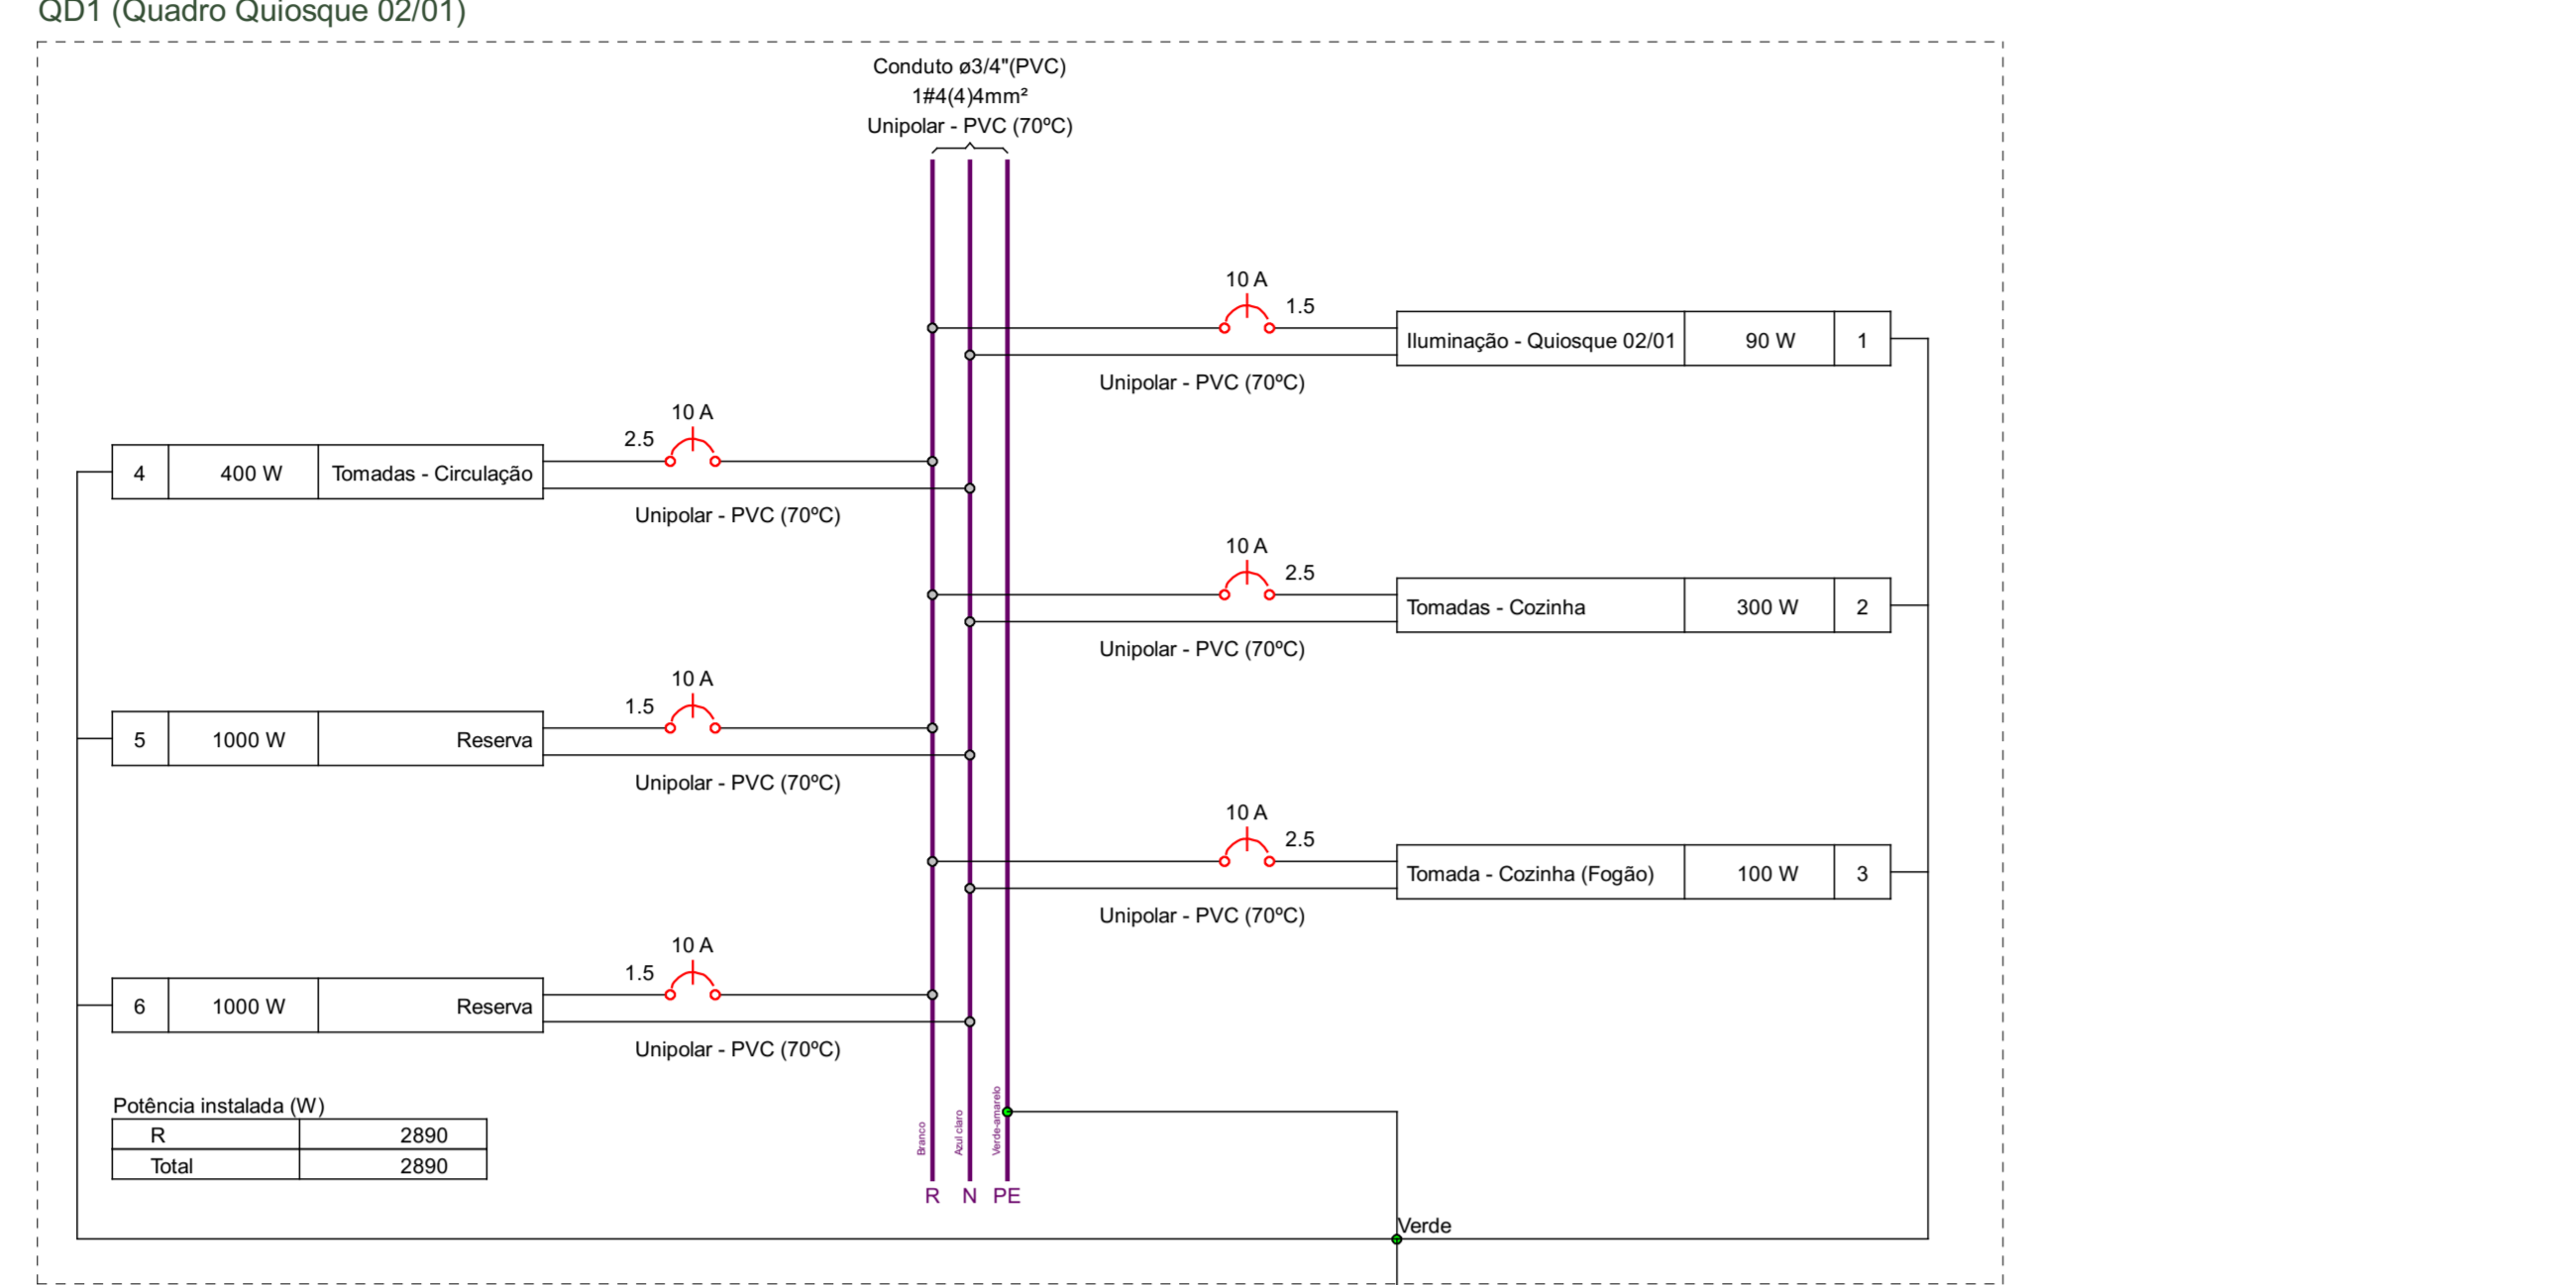 QD1 (Quadro Quiosque 02/01)
Conduto ø3/4"(PVC)
1#4(4)4mm²
Unipolar - PVC (70ºC)
10 A
1.5
Iluminação - Quiosque 02/01 90 W 1
Unipolar - PVC (70ºC)
10 A
2.5
4 400 W Tomadas - Circulação
Unipolar - PVC (70ºC)
10 A
2.5
Tomadas - Cozinha 300 W 2
Unipolar - PVC (70ºC)
10 A
1.5
5 1000 W Reserva
Unipolar - PVC (70ºC)
10 A
2.5
Tomada - Cozinha (Fogão) 100 W 3
Unipolar - PVC (70ºC)
10 A
1.5
6 1000 W Reserva
Unipolar - PVC (70ºC)
Potência instalada (W)
R 2890
Total 2890
Branco
Azul claro
Verde-amarelo
R N PE
Verde